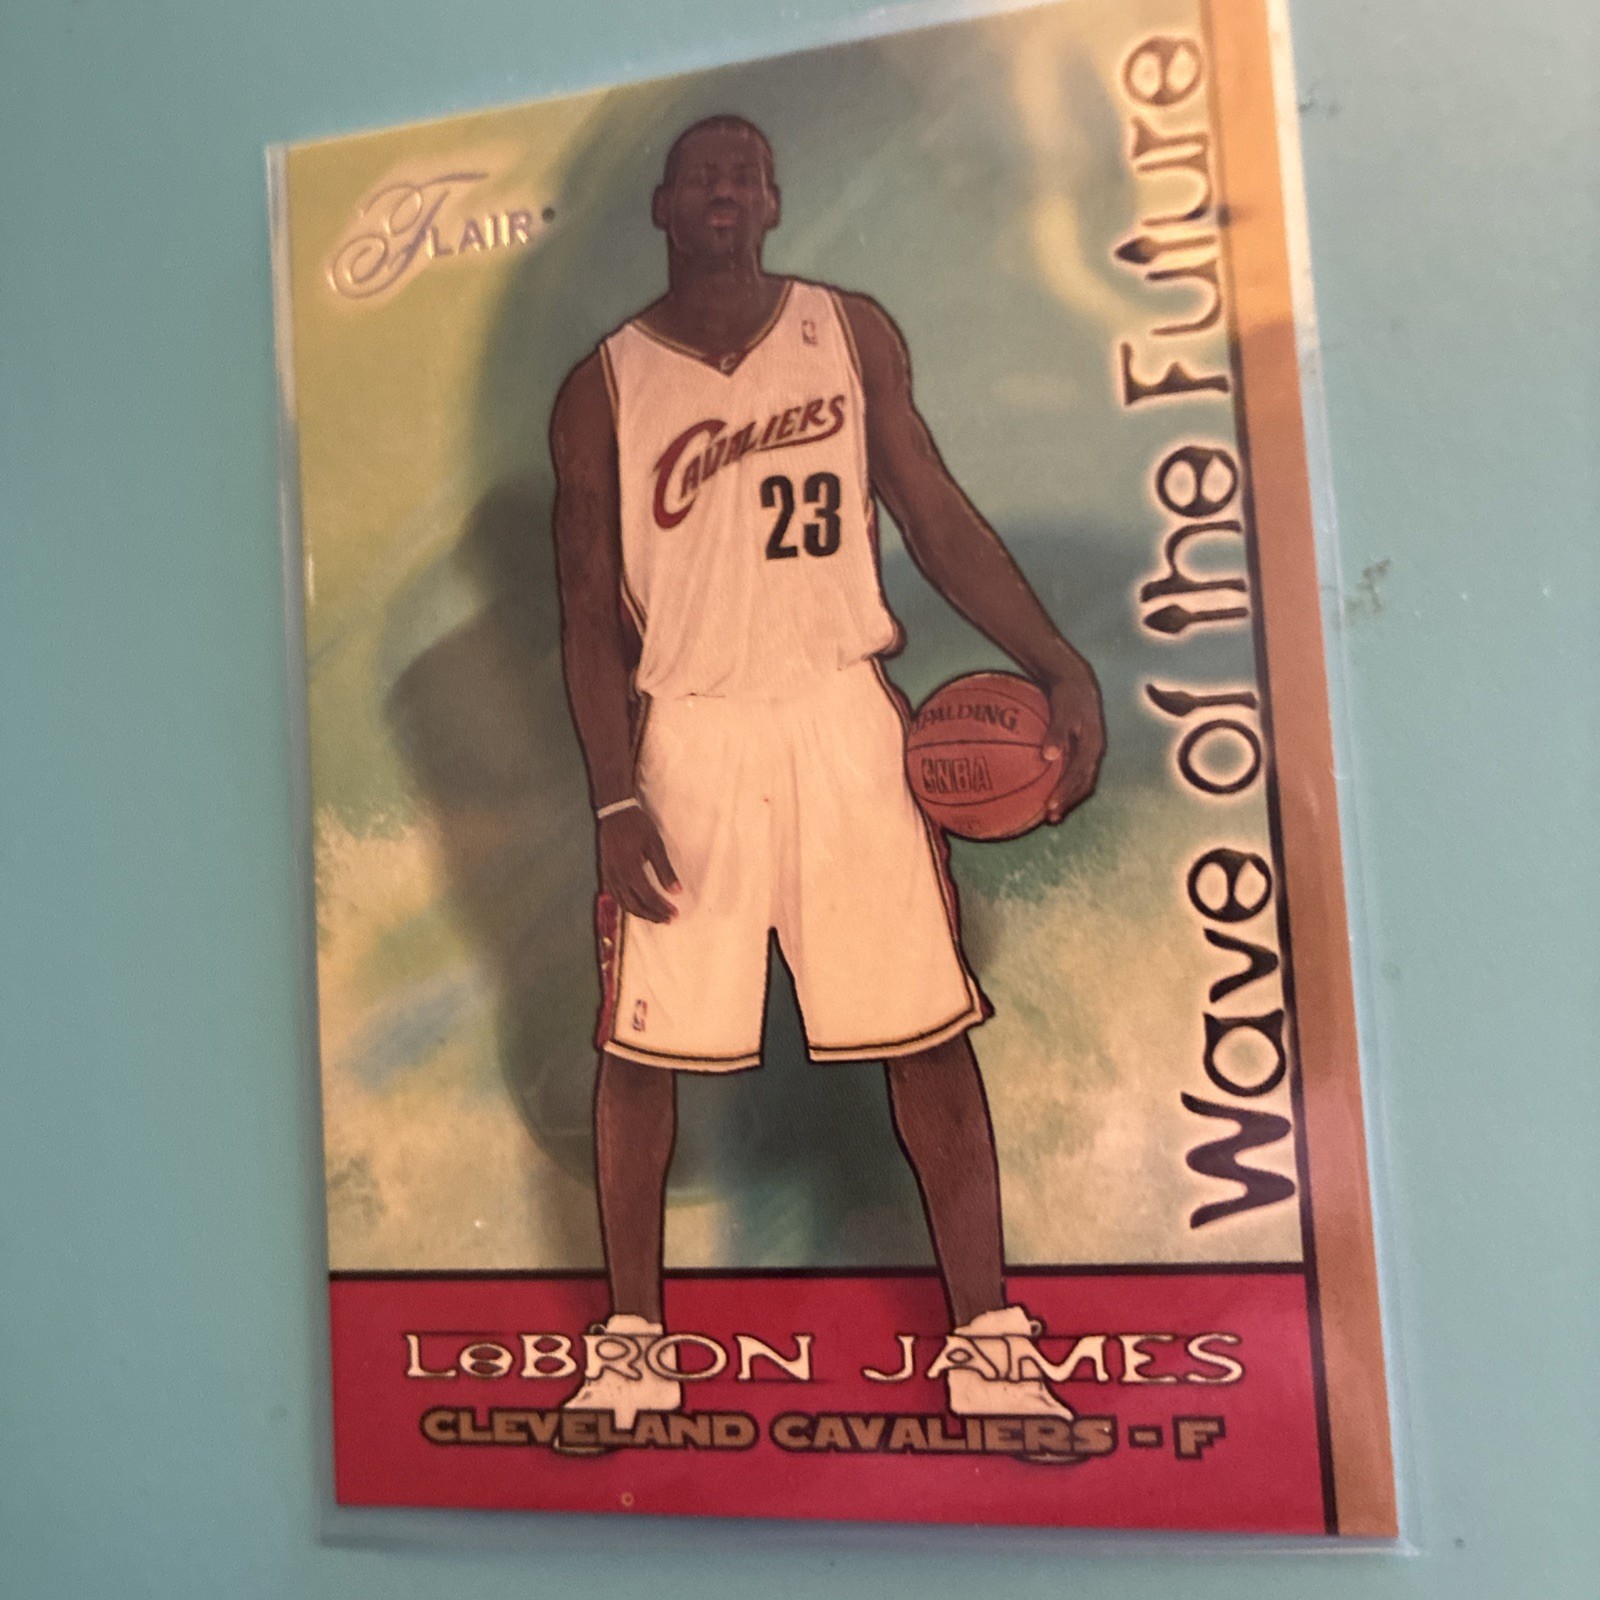 FLAIR
Wave of the Future
C
CAVALIERS
23
SPALDING
NBA
LeBRON JAMES
CLEVELAND CAVALIERS - F
©